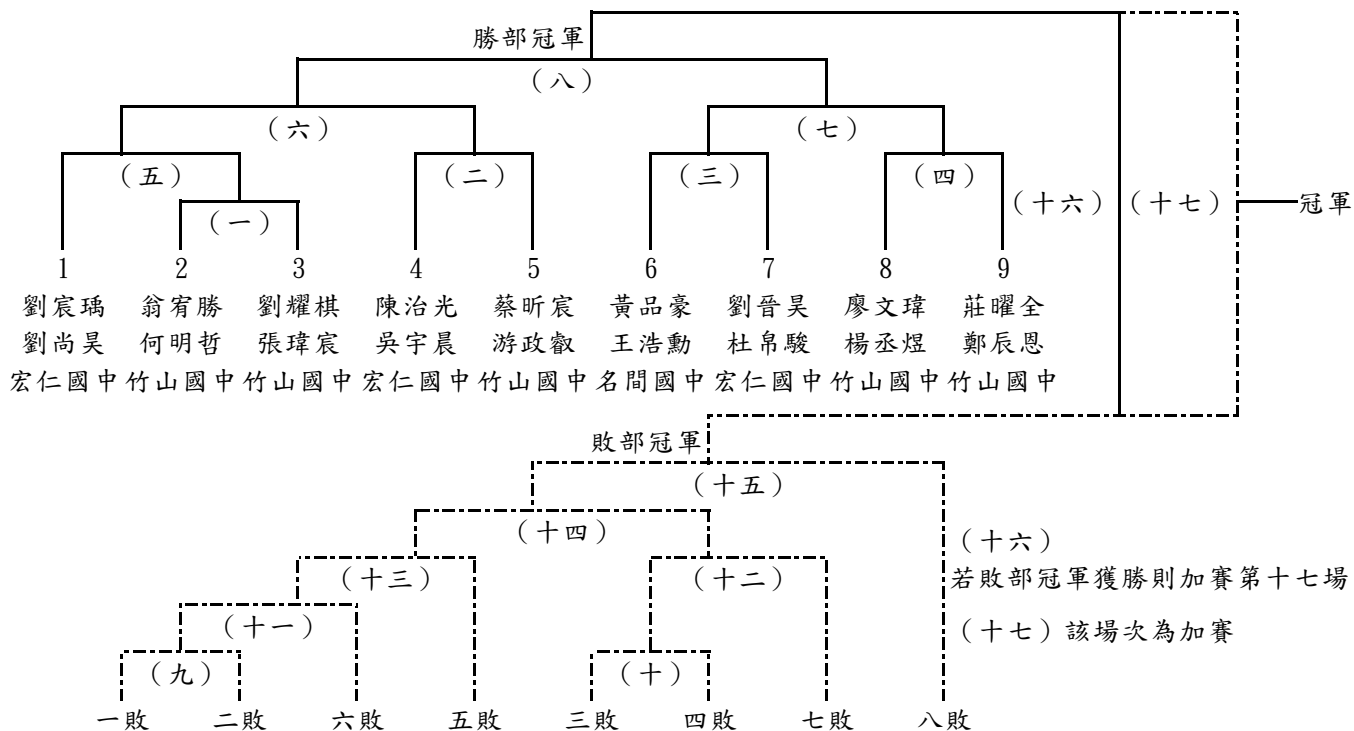 勝部冠軍
（八）
（六）
（七）
（五）
（二）
（三）
（四）
（一）
（十六）
（十七）
冠軍
1 2 3 4 5 6 7 8 9
劉宸瑀 翁宥勝 劉耀棋 陳治光 蔡昕宸 黃品豪 劉晉昊 廖文瑋 莊曜全
劉尚昊 何明哲 張瑋宸 吳宇晨 游政叡 王浩勳 杜帛駿 楊丞煜 鄭辰恩
宏仁國中 竹山國中 竹山國中 宏仁國中 竹山國中 名間國中 宏仁國中 竹山國中 竹山國中
敗部冠軍
（十五）
（十四）
（十三）
（十二）
（十一）
（九）
（十）
（十六）
若敗部冠軍獲勝則加賽第十七場
（十七）該場次為加賽
一敗 二敗 六敗 五敗 三敗 四敗 七敗 八敗